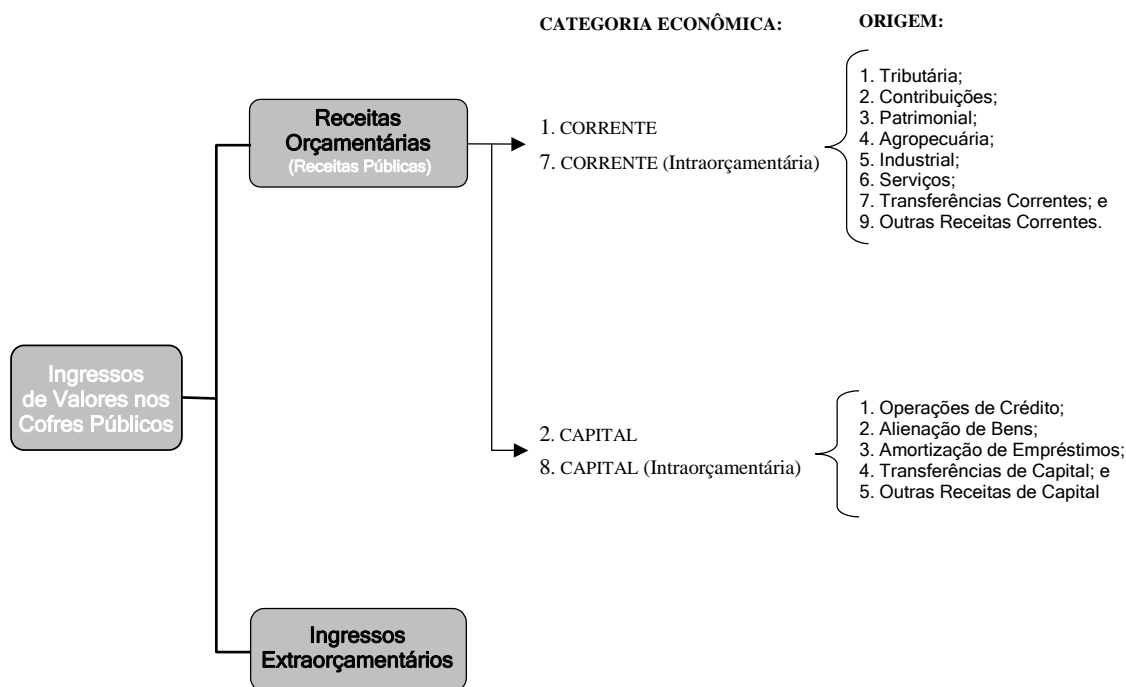 CATEGORIA ECONÔMICA:
ORIGEM:
Receitas
Orçamentárias
(Receitas Públicas)
1. CORRENTE
7. CORRENTE (Intraorçamentária)
1. Tributária;
2. Contribuições;
3. Patrimonial;
4. Agropecuária;
5. Industrial;
6. Serviços;
7. Transferências Correntes; e
9. Outras Receitas Correntes.
Ingressos
de Valores nos
Cofres Públicos
2. CAPITAL
8. CAPITAL (Intraorçamentária)
1. Operações de Crédito;
2. Alienação de Bens;
3. Amortização de Empréstimos;
4. Transferências de Capital; e
5. Outras Receitas de Capital
Ingressos
Extraorçamentários